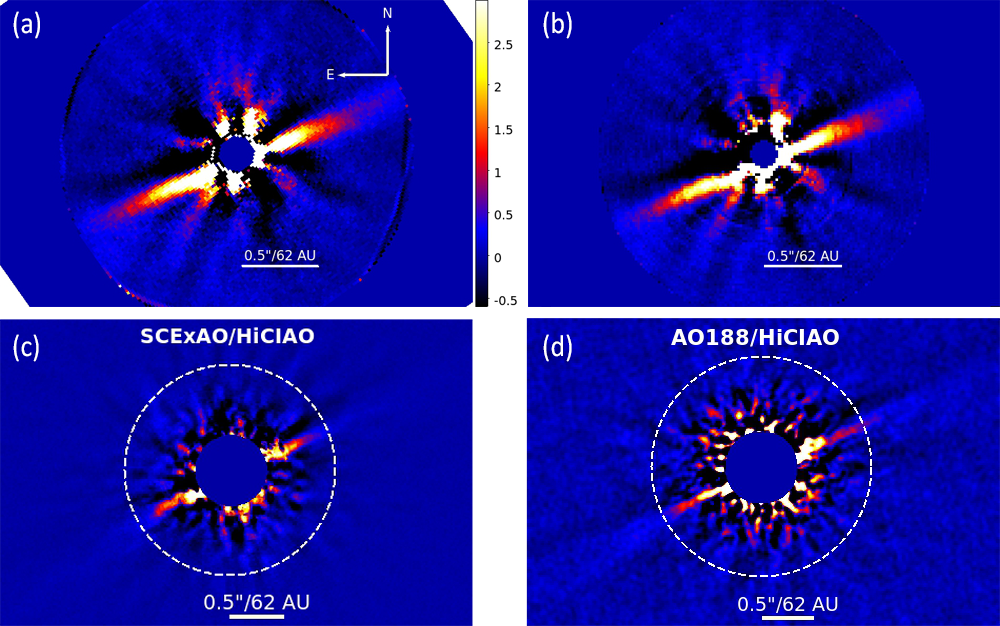 (a)
N
E
0.5"/62 AU
2.5
2
1.5
1
0.5
0
-0.5
(b)
0.5"/62 AU
(c)
SCExAO/HiCIAO
0.5"/62 AU
(d)
AO188/HiCIAO
0.5"/62 AU